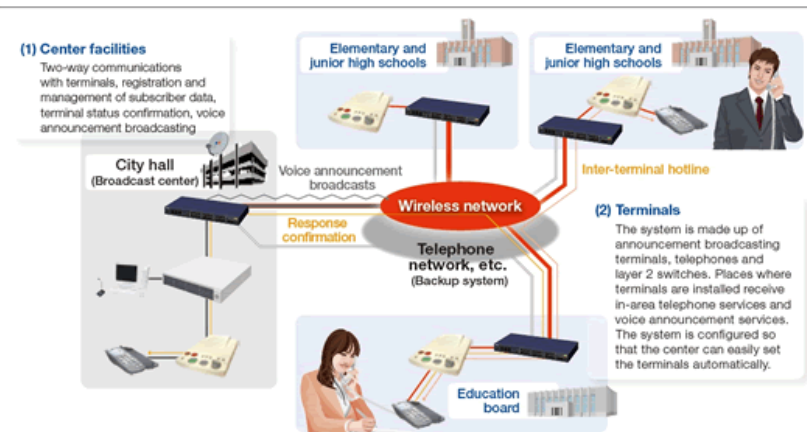 (1) Center facilities
Two-way communications
with terminals, registration and
management of subscriber data,
terminal status confirmation, voice
announcement broadcasting
Elementary and
junior high schools
Elementary and
junior high schools
City hall
(Broadcast center)
Voice announcement
broadcasts
Inter-terminal hotline
Wireless network
Response
confirmation
Telephone
network, etc.
(Backup system)
(2) Terminals
The system is made up of
announcement broadcasting
terminals, telephones and
layer 2 switches. Places where
terminals are installed receive
in-area telephone services and
voice announcement services.
The system is configured so
that the center can easily set
the terminals automatically.
Education
board